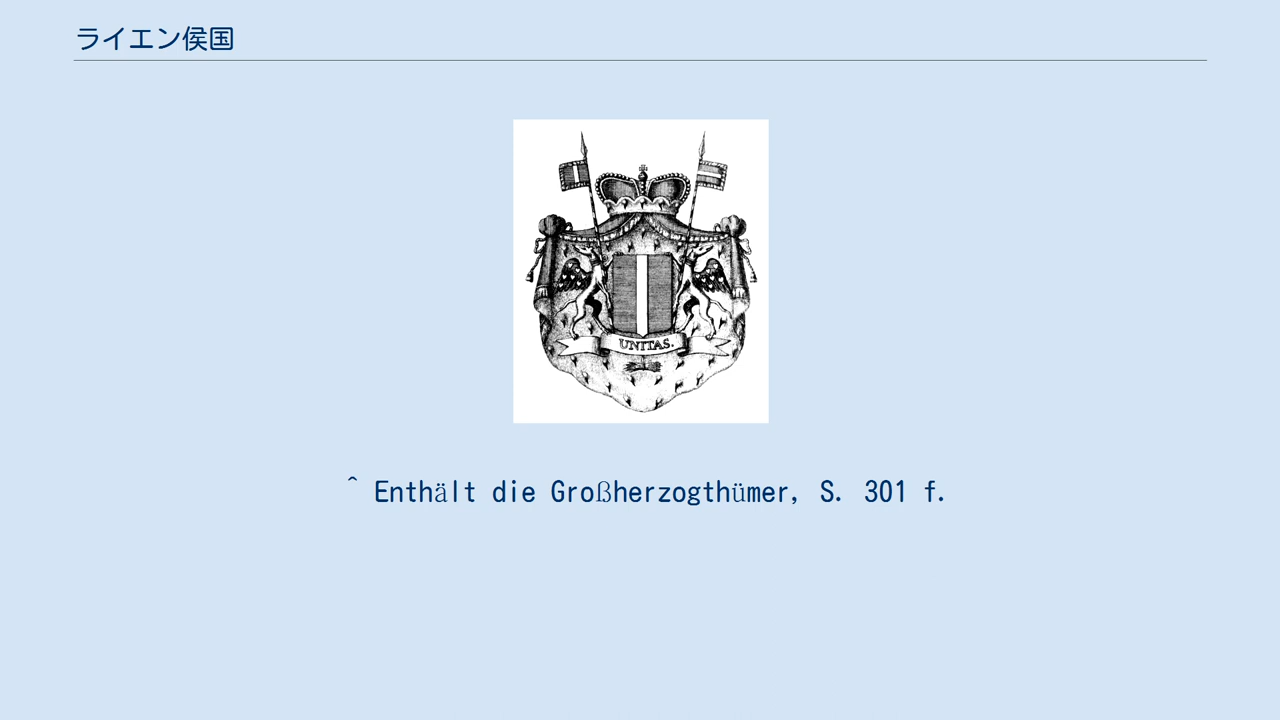 ライエン侯国
UNITAS.
^ Enthält die Großherzogthümer, S. 301 f.